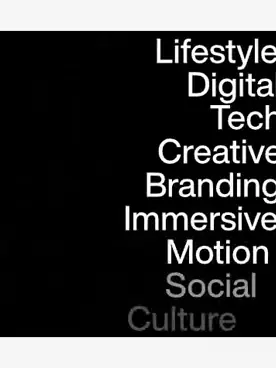 Lifestyle
Digital
Tech
Creative
Branding
Immersive
Motion
Social
Culture